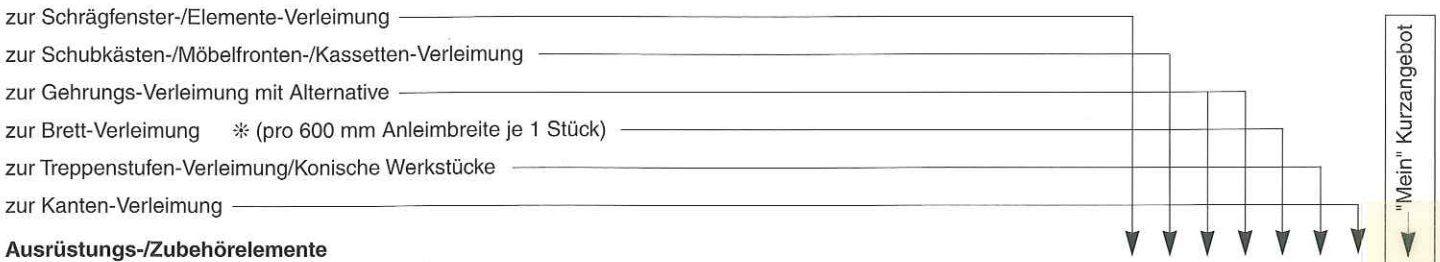 zur Schrägfenster-/Elemente-Verleimung
zur Schubkästen-/Möbelfronten-/Kassetten-Verleimung
zur Gehrungs-Verleimung mit Alternative
zur Brett-Verleimung ✳ (pro 600 mm Anleimbreite je 1 Stück)
zur Treppenstufen-Verleimung/Konische Werkstücke
zur Kanten-Verleimung
Ausrüstungs-/Zubehörelemente
"Mein" Kurzangebot